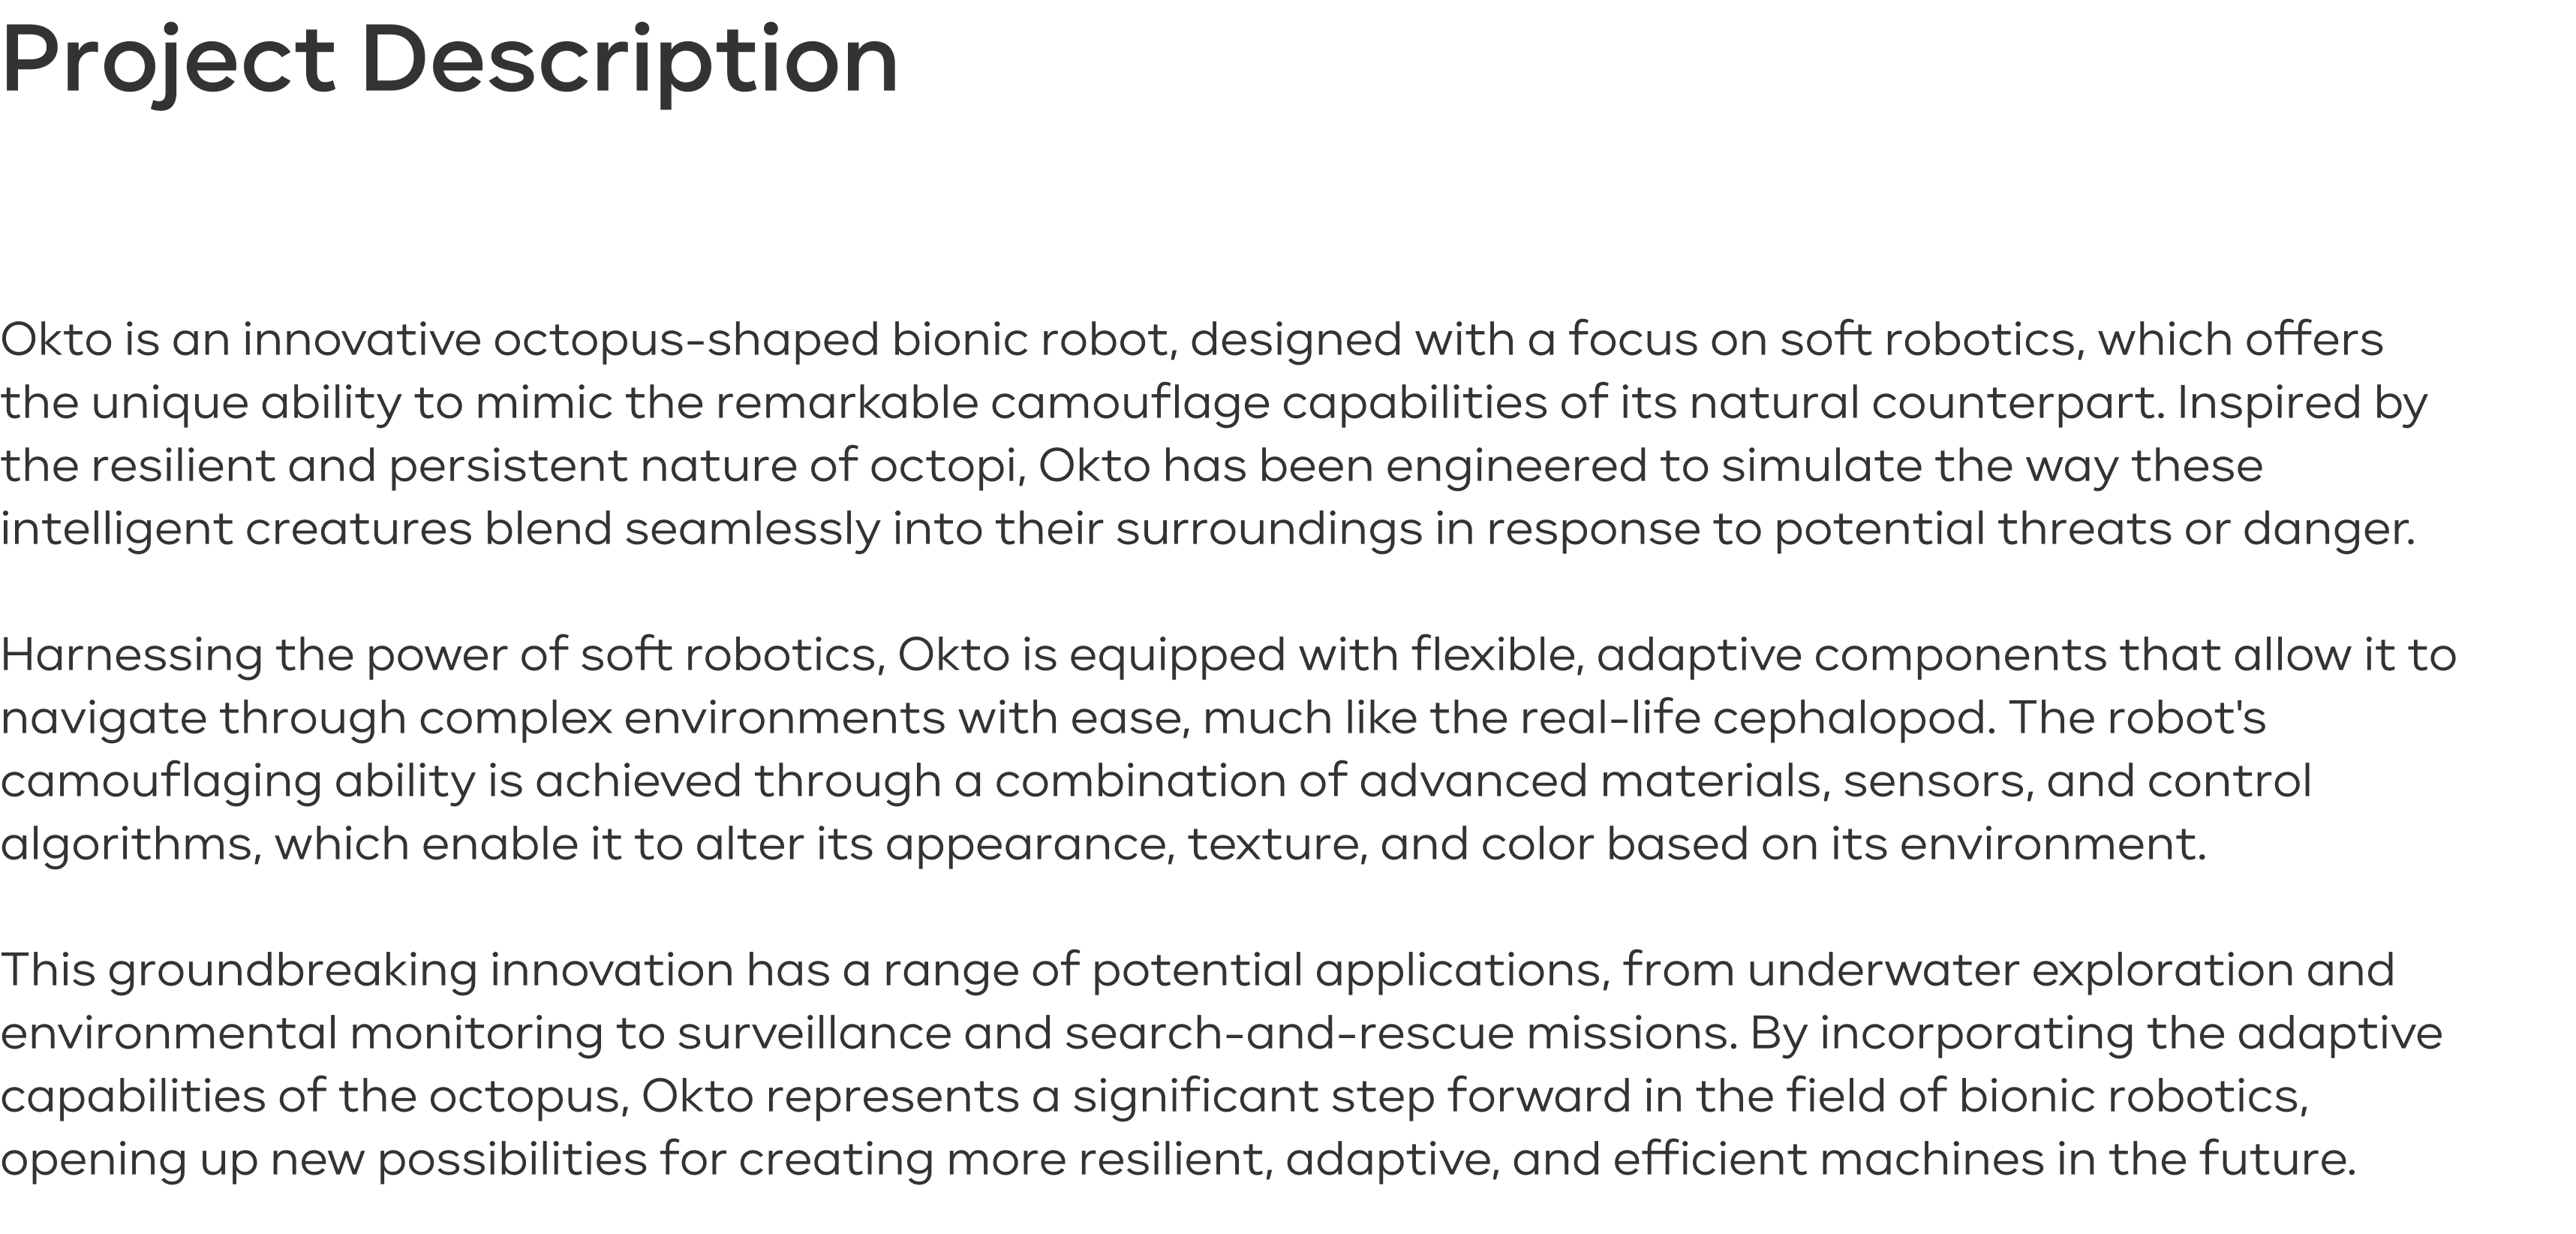 Project Description
Okto is an innovative octopus-shaped bionic robot, designed with a focus on soft robotics, which offers
the unique ability to mimic the remarkable camouflage capabilities of its natural counterpart. Inspired by
the resilient and persistent nature of octopi, Okto has been engineered to simulate the way these
intelligent creatures blend seamlessly into their surroundings in response to potential threats or danger.
Harnessing the power of soft robotics, Okto is equipped with flexible, adaptive components that allow it to
navigate through complex environments with ease, much like the real-life cephalopod. The robot's
camouflaging ability is achieved through a combination of advanced materials, sensors, and control
algorithms, which enable it to alter its appearance, texture, and color based on its environment.
This groundbreaking innovation has a range of potential applications, from underwater exploration and
environmental monitoring to surveillance and search-and-rescue missions. By incorporating the adaptive
capabilities of the octopus, Okto represents a significant step forward in the field of bionic robotics,
opening up new possibilities for creating more resilient, adaptive, and efficient machines in the future.